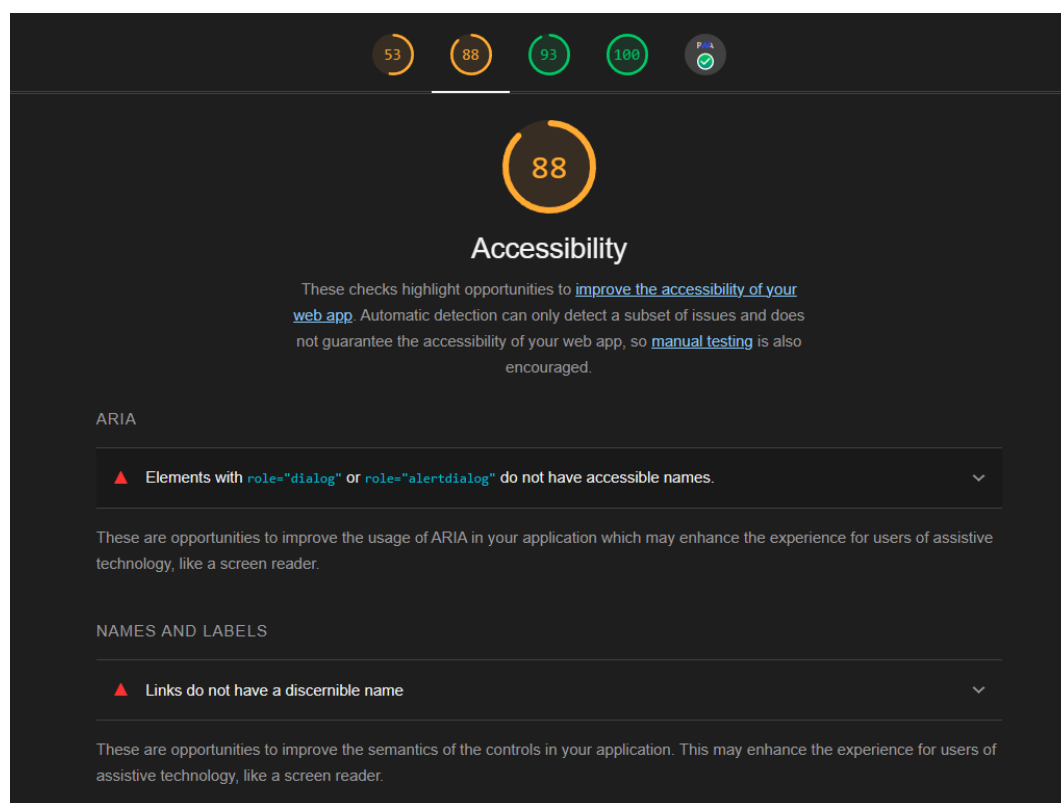 53
88
93
100
PWA
88
Accessibility
These checks highlight opportunities to improve the accessibility of your
web app. Automatic detection can only detect a subset of issues and does
not guarantee the accessibility of your web app, so manual testing is also
encouraged.
ARIA
Elements with role="dialog" or role="alertdialog" do not have accessible names.
These are opportunities to improve the usage of ARIA in your application which may enhance the experience for users of assistive
technology, like a screen reader.
NAMES AND LABELS
Links do not have a discernible name
These are opportunities to improve the semantics of the controls in your application. This may enhance the experience for users of
assistive technology, like a screen reader.